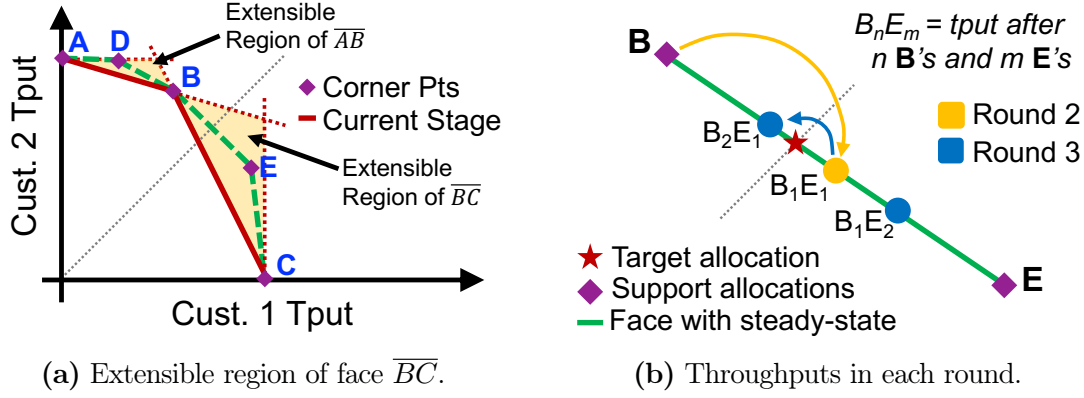 Extensible
Region of AB
A
D
B
Corner Pts
Current Stage
E
Extensible
Region of BC
C
Cust. 2 Tput
Cust. 1 Tput
(a) Extensible region of face BC.
B
BnEm = tput after
n B's and m E's
Round 2
Round 3
B2E1
B1E1
B1E2
E
Target allocation
Support allocations
Face with steady-state
(b) Throughputs in each round.